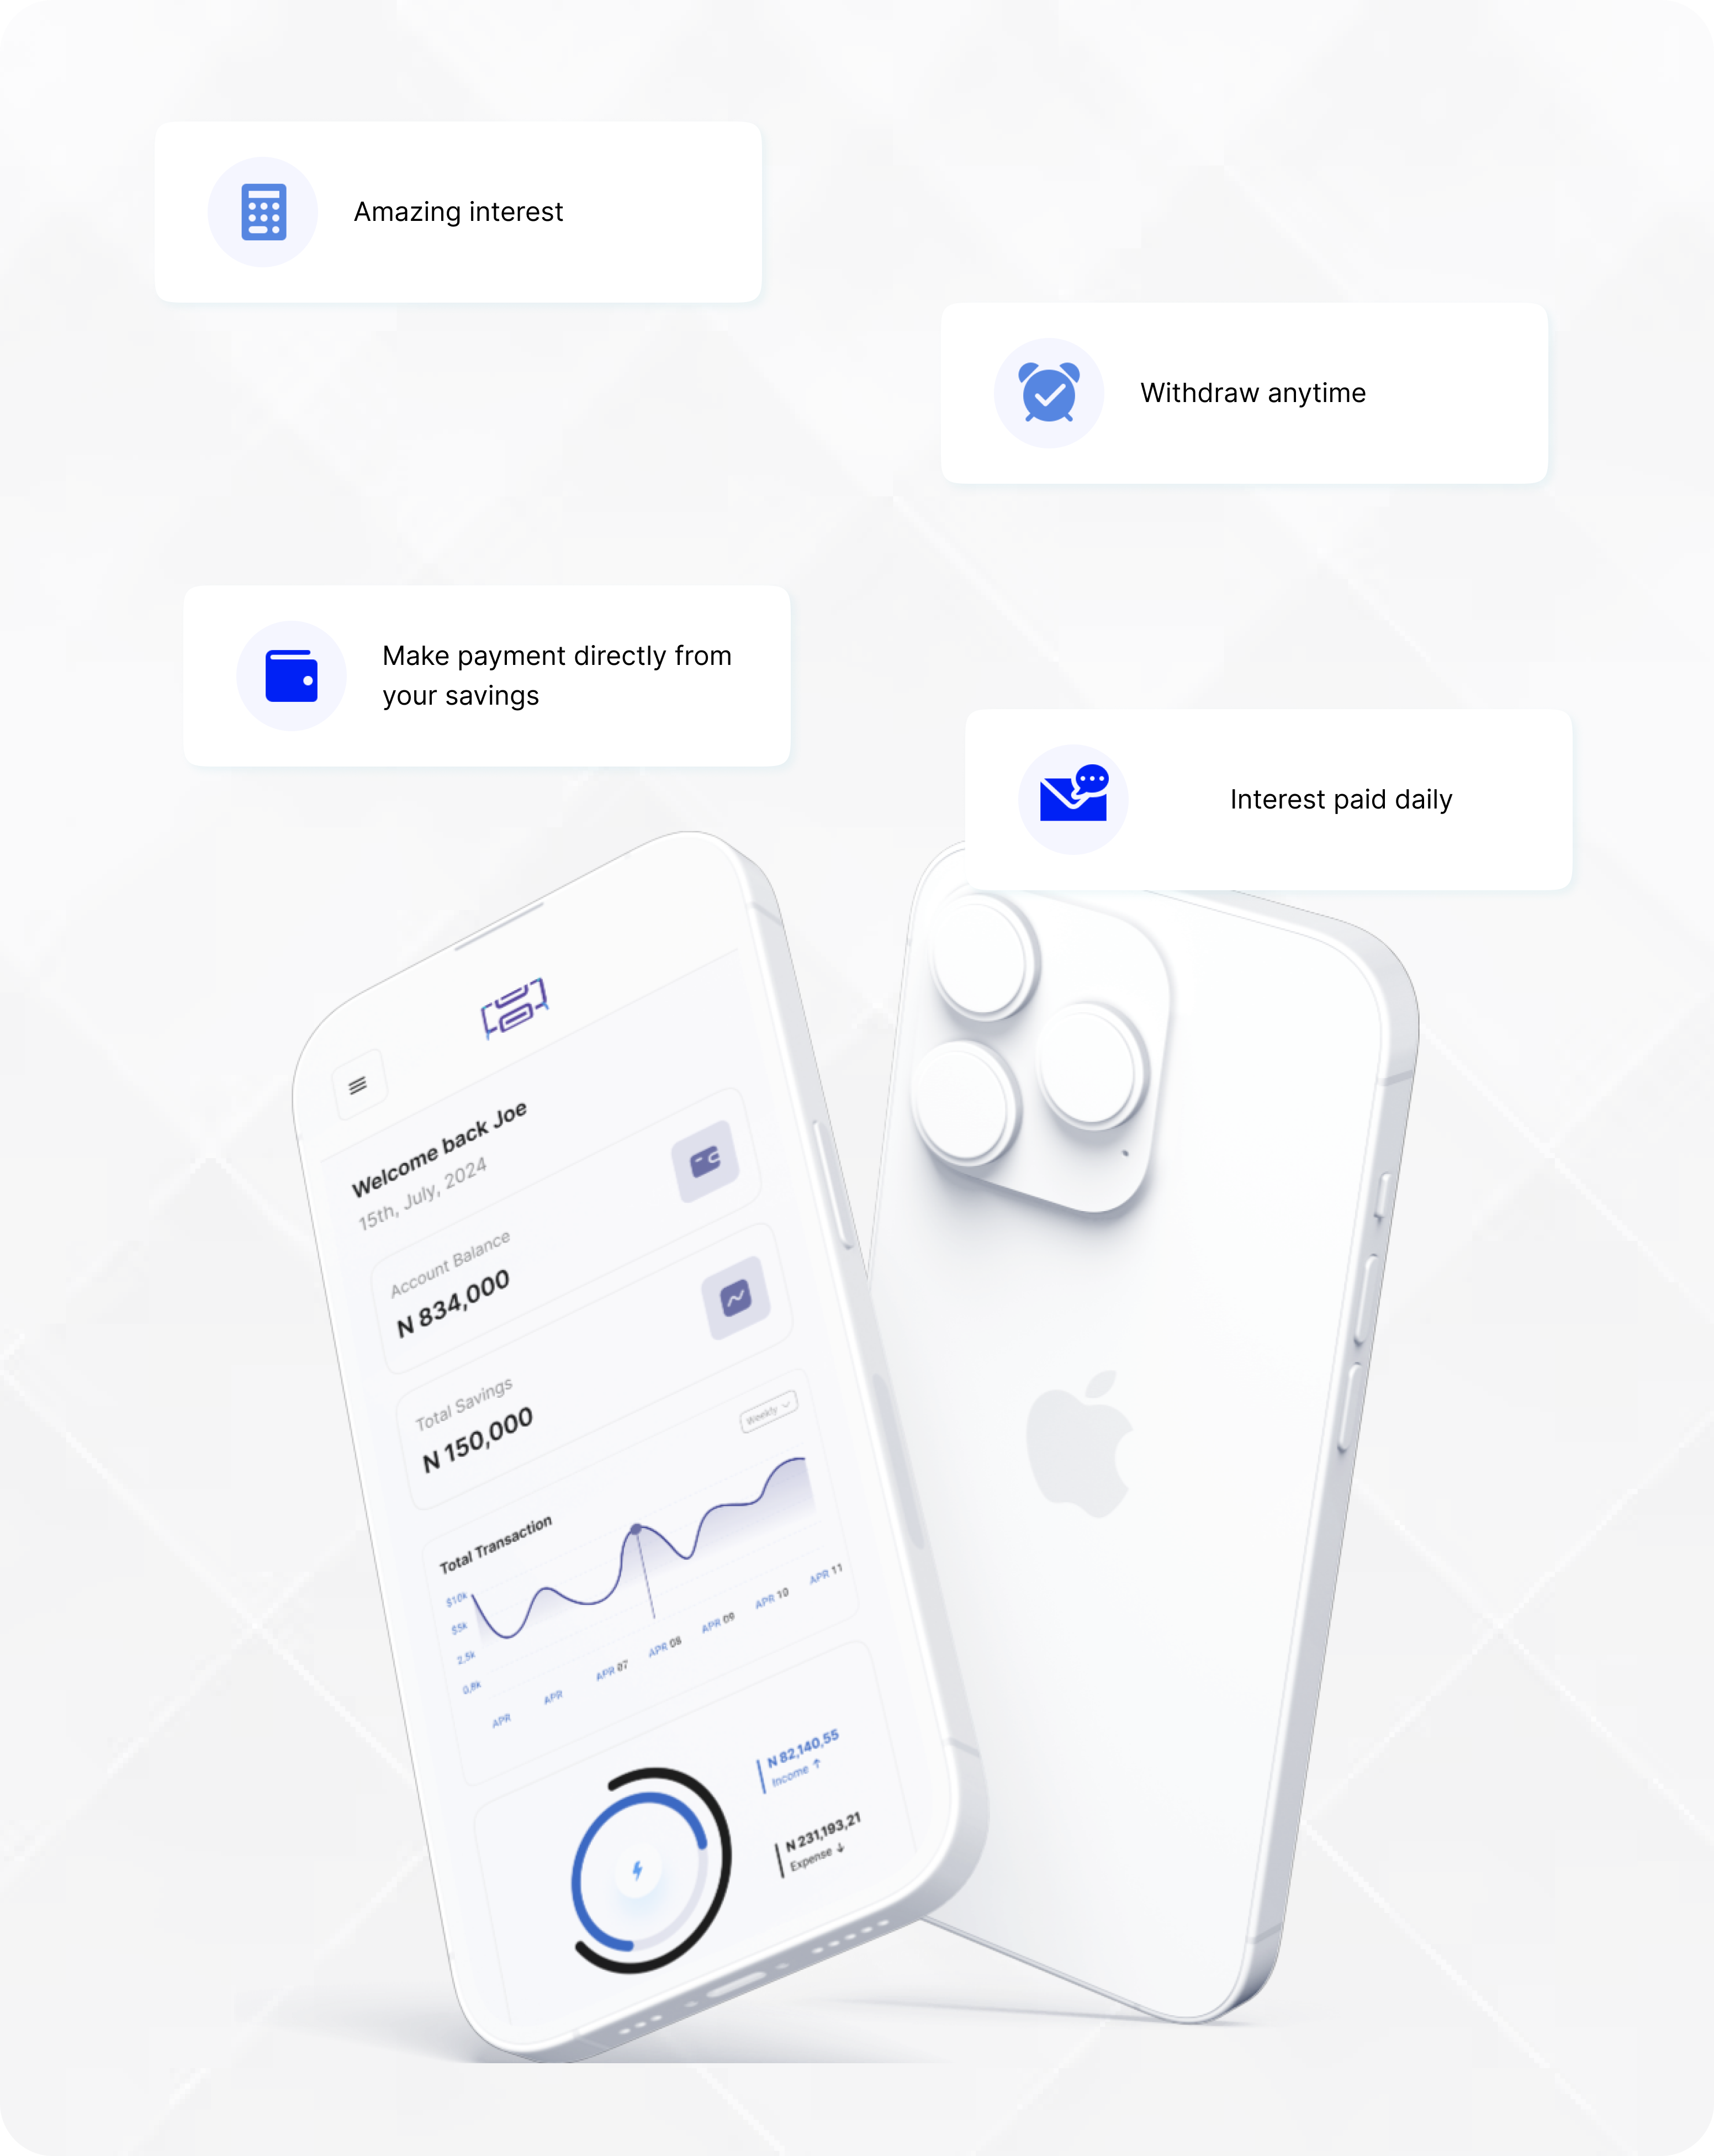 Amazing interest
Withdraw anytime
Make payment directly from
your savings
Interest paid daily
Welcome back Joe
15th, July, 2024
Account Balance
N 834,000
Total Savings
N 150,000
Weekly
Total Transaction
$10k
$5k
2,5k
0,8k
APR
APR
APR 07
APR 08
APR 09
APR 10
APR 11
N 82,140,55
Income ↑
N 231,193,21
Expense ↓